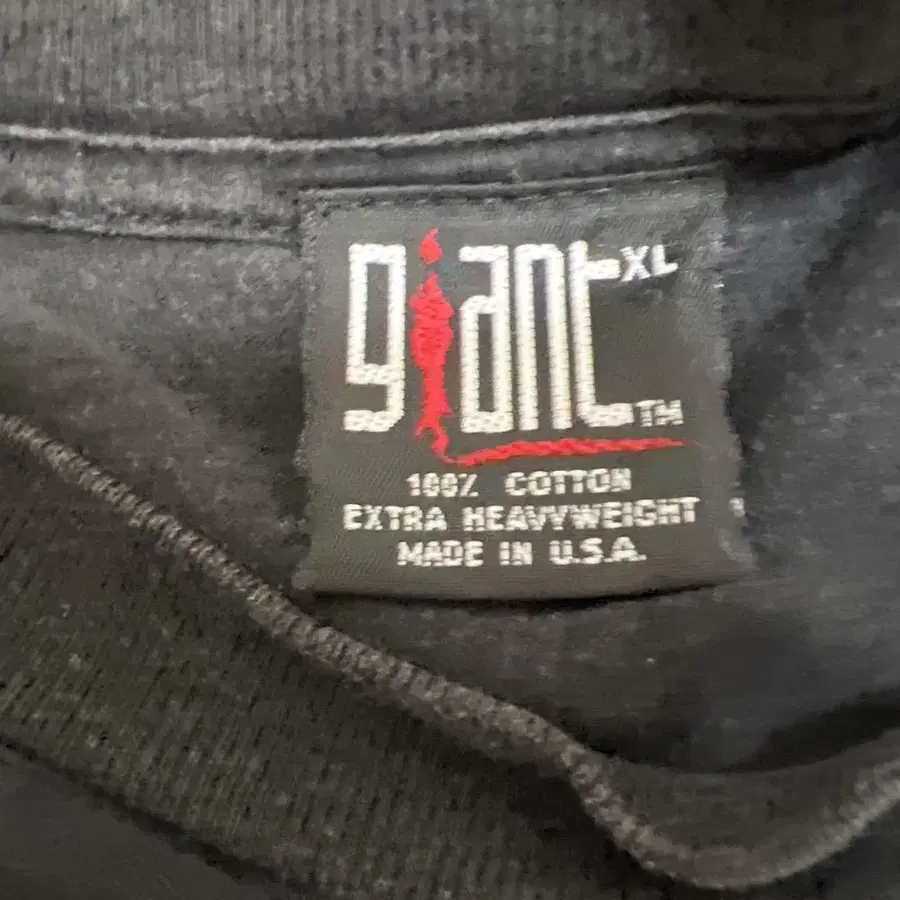 giant XL
TM
100% COTTON
EXTRA HEAVYWEIGHT
MADE IN U.S.A.